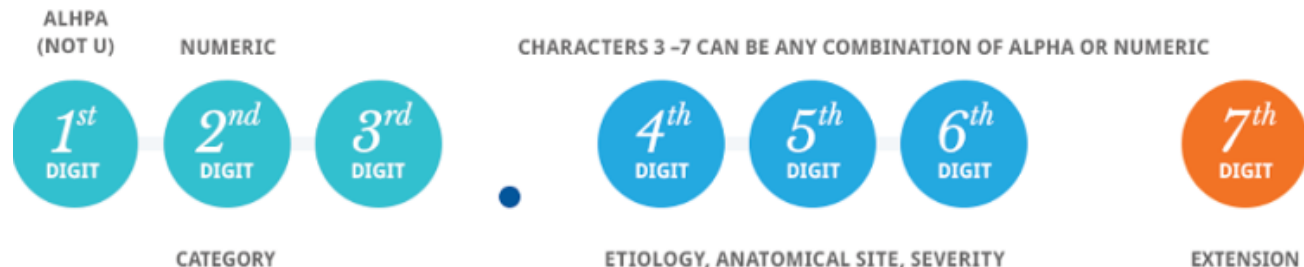 ALHPA
(NOT U)
NUMERIC
CHARACTERS 3 –7 CAN BE ANY COMBINATION OF ALPHA OR NUMERIC
1st
DIGIT
2nd
DIGIT
3rd
DIGIT
4th
DIGIT
5th
DIGIT
6th
DIGIT
7th
DIGIT
CATEGORY
ETIOLOGY, ANATOMICAL SITE, SEVERITY
EXTENSION